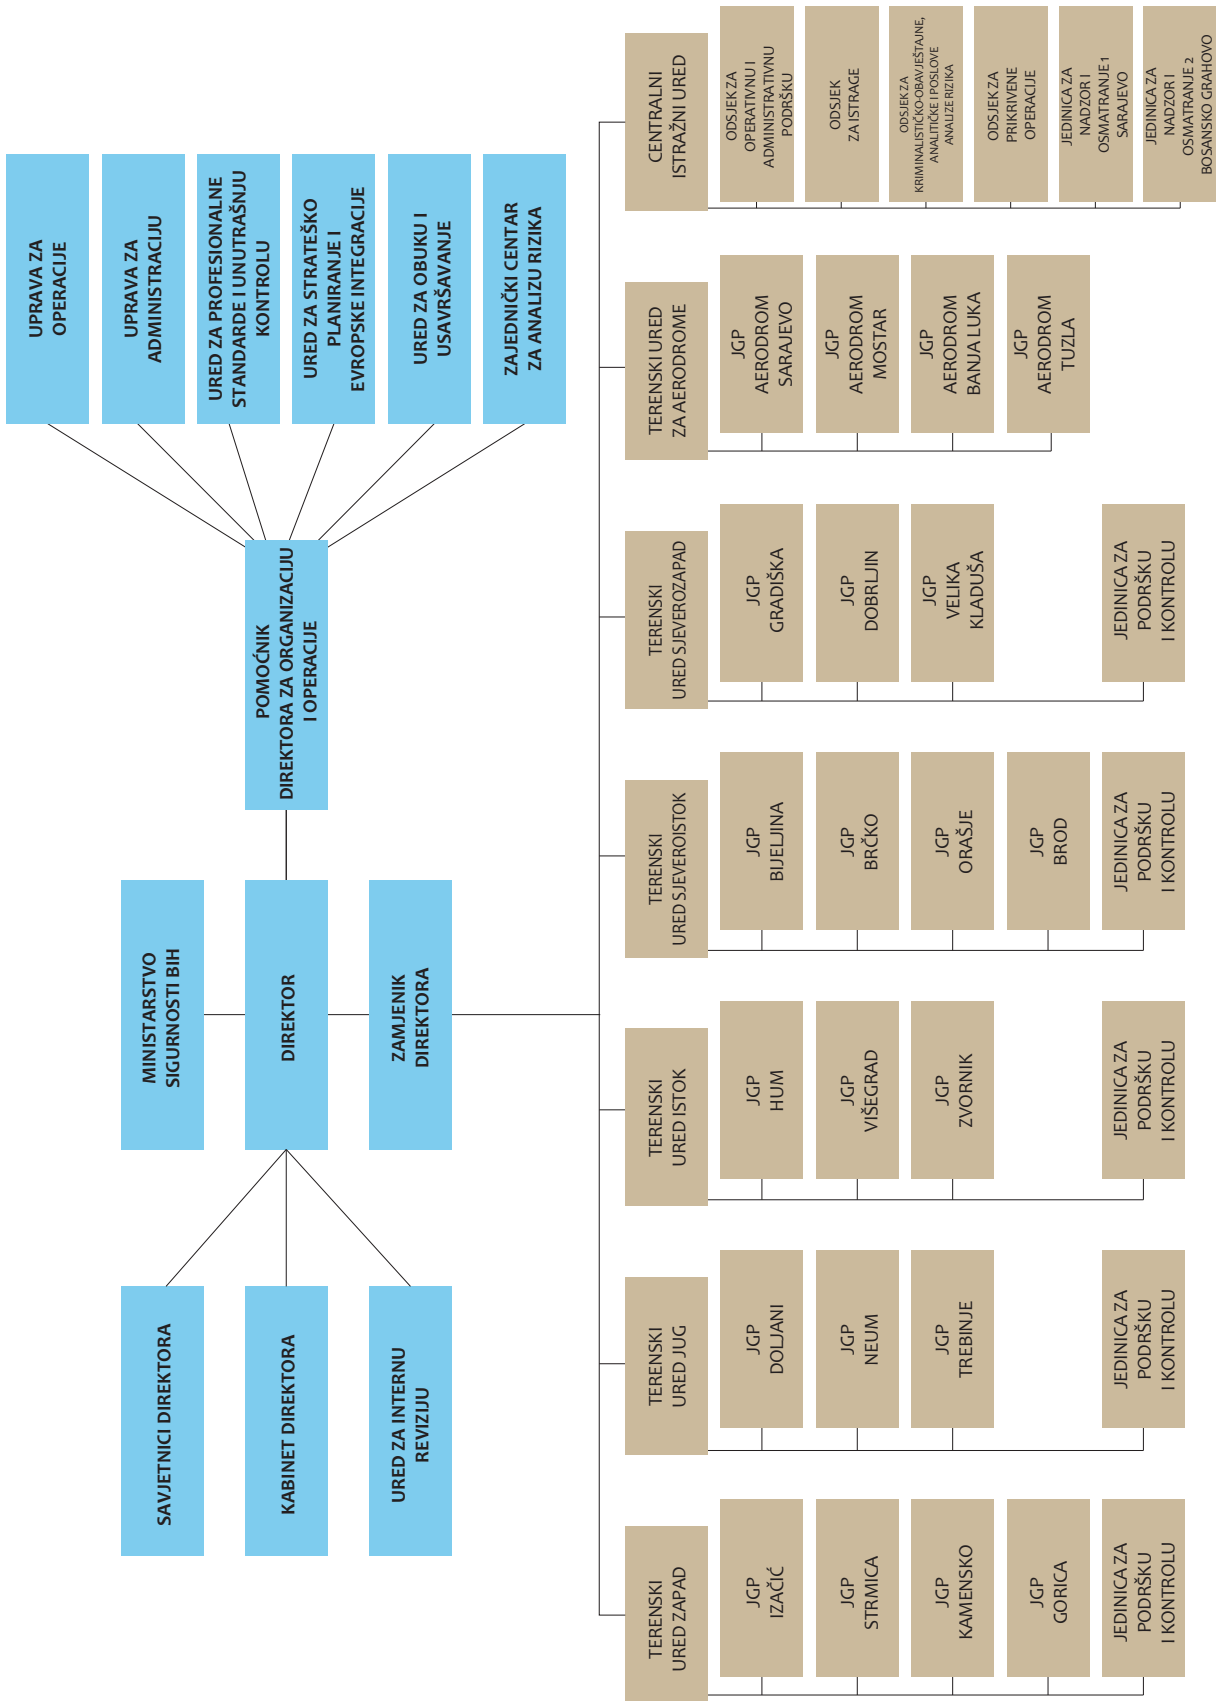 MINISTARSTVO
SIGURNOSTI BIH
SAVJETNICI DIREKTORA
KABINET DIREKTORA
URED ZA INTERNU
REVIZIJU
DIREKTOR
ZAMJENIK
DIREKTORA
POMOĆNIK
DIREKTORA ZA ORGANIZACIJU
I OPERACIJE
UPRAVA ZA
OPERACIJE
UPRAVA ZA
ADMINISTRACIJU
URED ZA PROFESIONALNE
STANDARDE I UNUTRAŠNJU
KONTROLU
URED ZA STRATEŠKO
PLANIRANJE I
EVROPSKE INTEGRACIJE
URED ZA OBUKU I
USAVRŠAVANJE
ZAJEDNIČKI CENTAR
ZA ANALIZU RIZIKA
TERENSKI
URED ZAPAD
JGP
IZAČIĆ
JGP
STRMICA
JGP
KAMENSKO
JGP
GORICA
JEDINICA ZA
PODRŠKU
I KONTROLU
TERENSKI
URED JUG
JGP
DOLJANI
JGP
NEUM
JGP
TREBINJE
JEDINICA ZA
PODRŠKU
I KONTROLU
TERENSKI
URED ISTOK
JGP
HUM
JGP
VIŠEGRAD
JGP
ZVORNIK
JEDINICA ZA
PODRŠKU
I KONTROLU
TERENSKI
URED SJEVEROISTOK
JGP
BIJELJINA
JGP
BRČKO
JGP
ORAŠJE
JGP
BROD
JEDINICA ZA
PODRŠKU
I KONTROLU
TERENSKI
URED SJEVEROZAPAD
JGP
GRADIŠKA
JGP
DOBRLJIN
JGP
VELIKA
KLADUŠA
JEDINICA ZA
PODRŠKU
I KONTROLU
TERENSKI URED
ZA AERODROME
JGP
AERODROM
SARAJEVO
JGP
AERODROM
MOSTAR
JGP
AERODROM
BANJA LUKA
JGP
AERODROM
TUZLA
CENTRALNI
ISTRAŽNI URED
ODSJEK ZA
OPERATIVNU I
ADMINISTRATIVNU
PODRŠKU
ODSJEK
ZA ISTRAGE
ODSJEK ZA
KRIMINALISTIČKO-OBAVJEŠTAJNE,
ANALITIČKE I POSLOVE
ANALIZE RIZIKA
ODSJEK ZA
PRIKRIVENE
OPERACIJE
JEDINICA ZA
NADZOR I
OSMATRANJE 1
SARAJEVO
JEDINICA ZA
NADZOR I
OSMATRANJE 2
BOSANSKO GRAHOVO